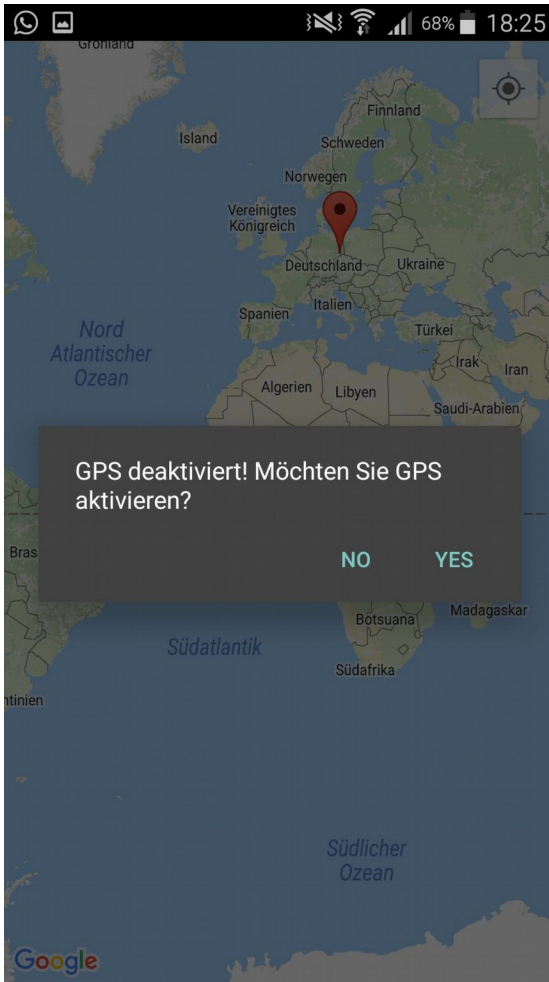 68% 18:25
Grönland
Finnland
Island
Schweden
Norwegen
Vereinigtes
Königreich
Deutschland
Ukraine
Italien
Spanien
Türkei
Nord
Atlantischer
Ozean
Irak
Iran
Algerien
Libyen
Saudi-Arabien
GPS deaktiviert! Möchten Sie GPS
aktivieren?
NO YES
Bras
Madagaskar
Botsuana
Südatlantik
Südafrika
ntinien
Südlicher
Ozean
Google